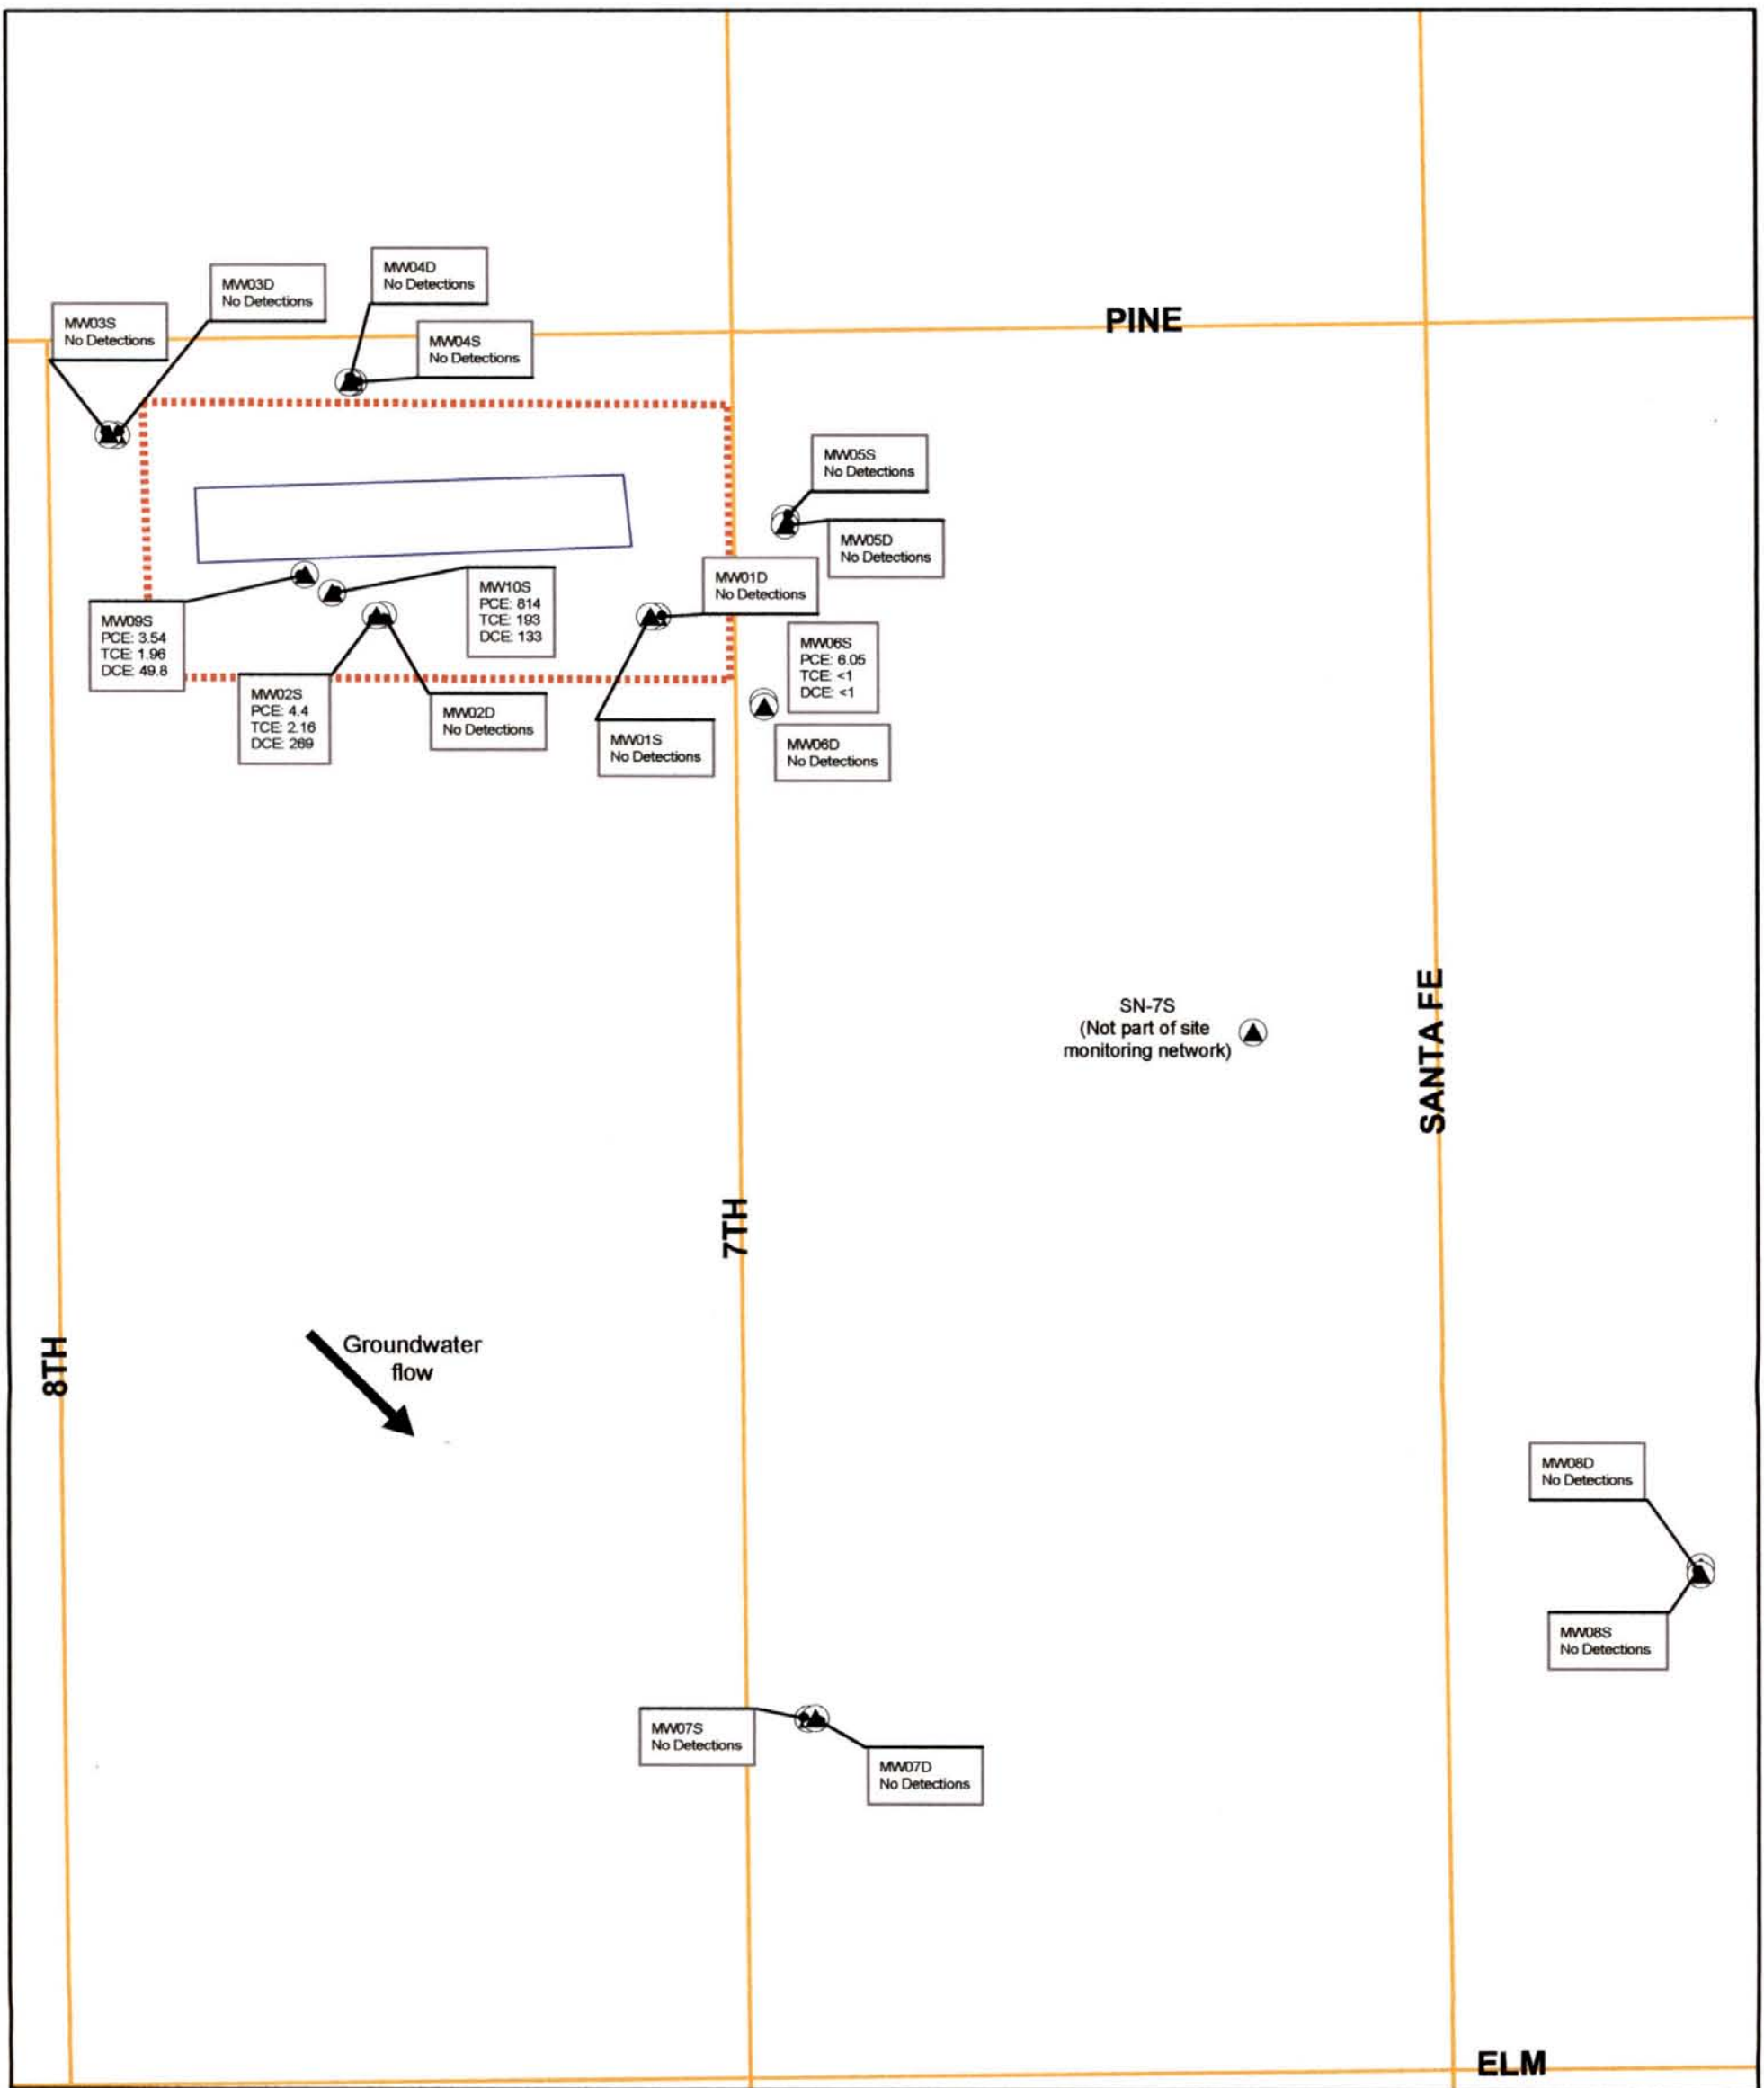 MW04D
No Detections
MW03D
No Detections
MW03S
No Detections
PINE
MW04S
No Detections
MW05S
No Detections
MW05D
No Detections
MW01D
No Detections
MW10S
PCE: 814
TCE: 193
DCE: 133
MW09S
PCE: 3.54
TCE: 1.96
DCE: 49.8
MW06S
PCE: 6.05
TCE: <1
DCE: <1
MW02S
PCE: 4.4
TCE: 2.16
DCE: 269
MW02D
No Detections
MW01S
No Detections
MW06D
No Detections
SN-7S
(Not part of site
monitoring network)
SANTA FE
7TH
8TH
Groundwater
flow
MW08D
No Detections
MW08S
No Detections
MW07S
No Detections
MW07D
No Detections
ELM